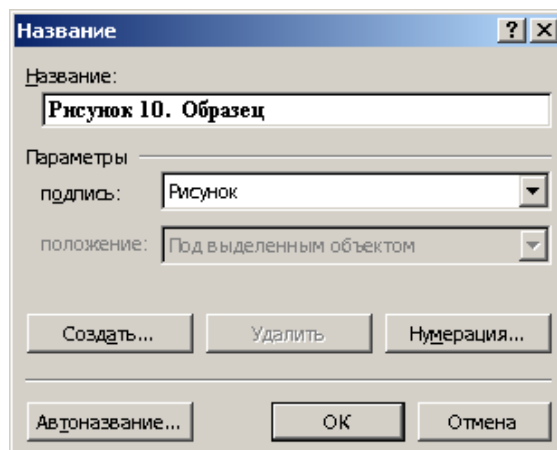 Название
Название:
Рисунок 10. Образец
Параметры
подпись: Рисунок
положение: Под выделенным объектом
Создать... Удалить Нумерация...
Автоназвание... ОК Отмена